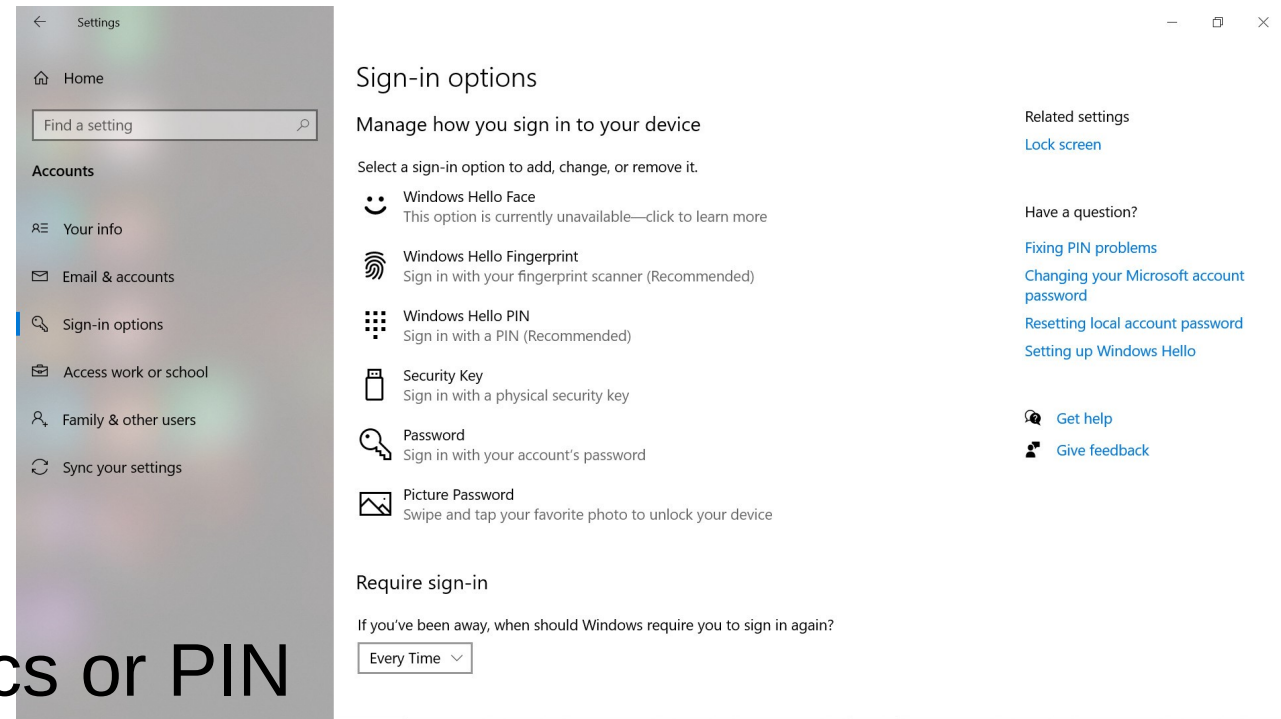 Settings
Home
Find a setting
Accounts
Your info
Email & accounts
Sign-in options
Access work or school
Family & other users
Sync your settings
cs or PIN
Sign-in options
Manage how you sign in to your device
Select a sign-in option to add, change, or remove it.
Windows Hello Face
This option is currently unavailable—click to learn more
Windows Hello Fingerprint
Sign in with your fingerprint scanner (Recommended)
Windows Hello PIN
Sign in with a PIN (Recommended)
Security Key
Sign in with a physical security key
Password
Sign in with your account's password
Picture Password
Swipe and tap your favorite photo to unlock your device
Require sign-in
If you've been away, when should Windows require you to sign in again?
Every Time
Related settings
Lock screen
Have a question?
Fixing PIN problems
Changing your Microsoft account
password
Resetting local account password
Setting up Windows Hello
Get help
Give feedback